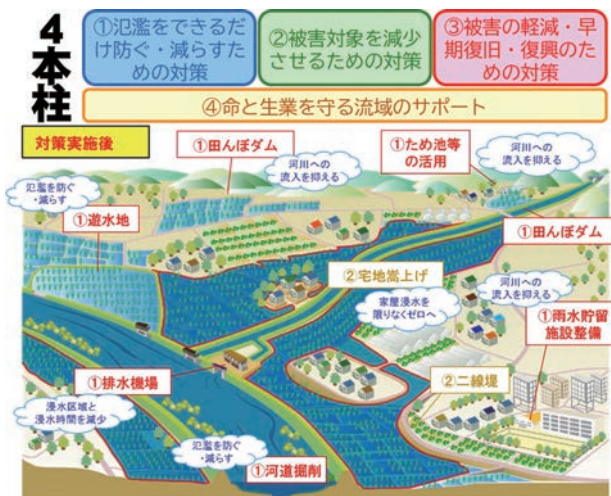 4本柱
①氾濫をできるだ
け防ぐ・減らすた
めの対策
②被害対象を減少
させるための対策
③被害の軽減・早
期復旧・復興のた
めの対策
④命と生業を守る流域のサポート
対策実施後
①田んぼダム
河川への
流入を抑える
①ため池等
の活用
河川への
流入を抑える
氾濫を防ぐ
・減らす
①遊水地
①田んぼダム
②宅地嵩上げ
家屋浸水を
限りなくゼロへ
河川への
流入を抑える
①雨水貯留
施設整備
①排水機場
②二線堤
浸水区域と
浸水時間を減少
氾濫を防ぐ
・減らす
①河道掘削